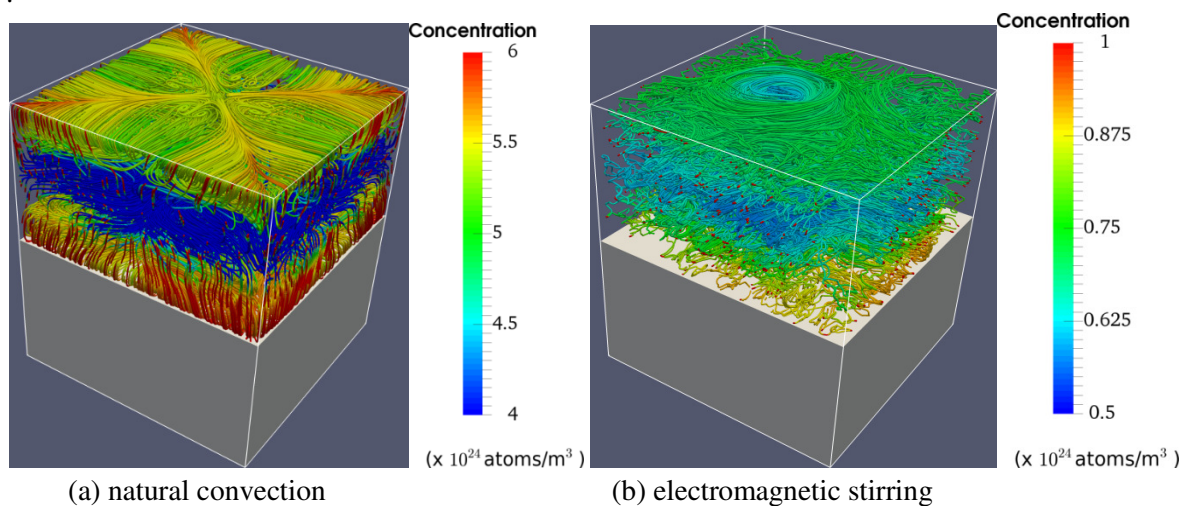 Concentration
6
5.5
5
4.5
4
(x 10^24 atoms/m^3 )
(a) natural convection
Concentration
1
0.875
0.75
0.625
0.5
(x 10^24 atoms/m^3 )
(b) electromagnetic stirring